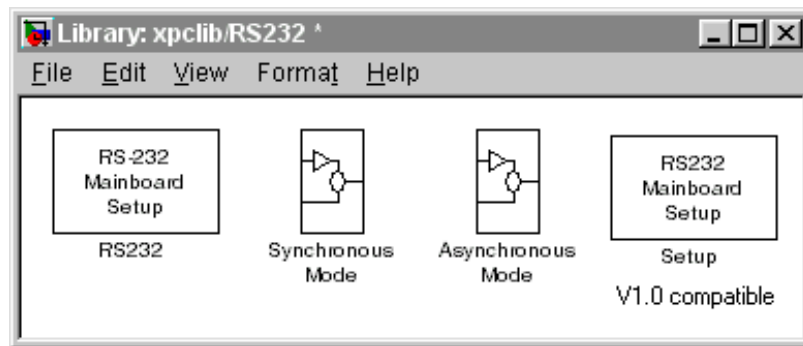 Library: xpclib/RS232 *
File Edit View Format Help
RS-232
Mainboard
Setup
RS232
Synchronous
Mode
Asynchronous
Mode
RS232
Mainboard
Setup
Setup
V1.0 compatible